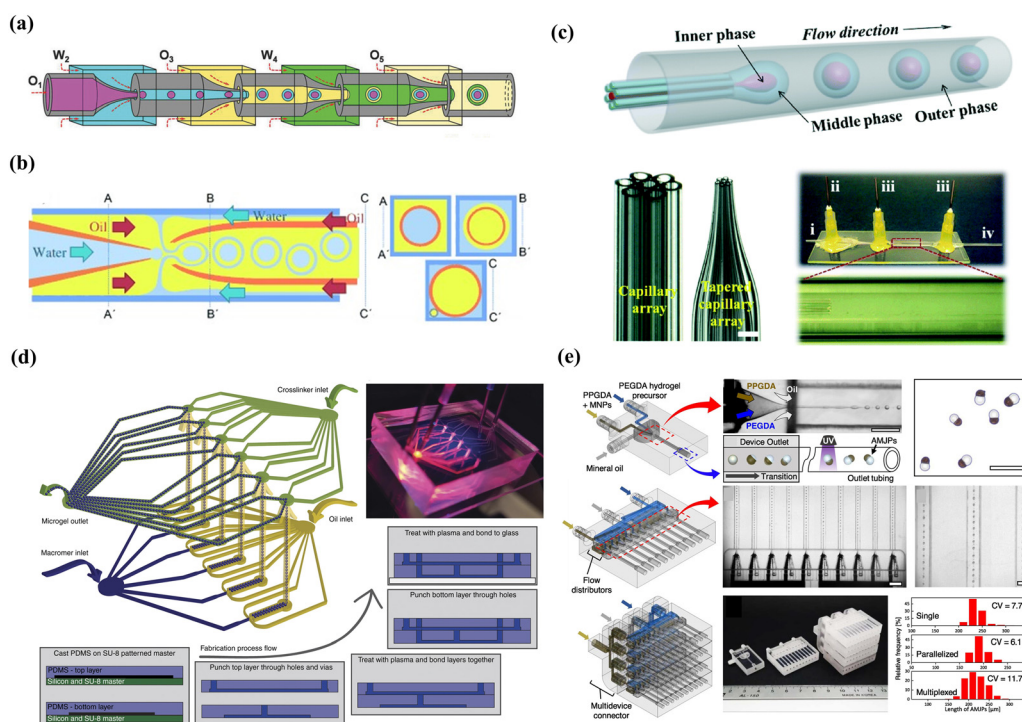 (a)
W2
O3
W4
O5
O1
(b)
A
B
C
Oil
Water
Oil
Water
A'
B'
C'
A
B
A'
B'
C
C'
(c)
Inner phase
Flow direction
Middle phase
Outer phase
Capillary
array
Tapered
capillary
array
ii
iii
iii
i
iv
(d)
Crosslinker inlet
Microgel outlet
Oil inlet
Macromer inlet
Treat with plasma and bond to glass
Punch bottom layer through holes
Fabrication process flow
Cast PDMS on SU-8 patterned master
PDMS - top layer
Silicon and SU-8 master
PDMS - bottom layer
Silicon and SU-8 master
Punch top layer through holes and vias
Treat with plasma and bond layers together
(e)
PEGDA hydrogel
precursor
PPGDA
+ MNPs
Mineral oil
PPGDA
Oil
PEGDA
Device Outlet
UV
AMJPs
Transition
Outlet tubing
Flow
distributors
Multidevice
connector
Relative frequency [%]
Single
CV = 7.7
Parallelized
CV = 6.1
Multiplexed
CV = 11.7
100 150 200 250 300 350
Length of AMJPs [μm]